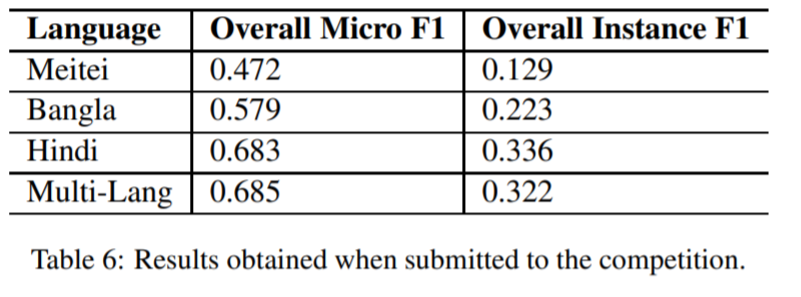 Language Overall Micro F1 Overall Instance F1
Meitei 0.472 0.129
Bangla 0.579 0.223
Hindi 0.683 0.336
Multi-Lang 0.685 0.322
Table 6: Results obtained when submitted to the competition.